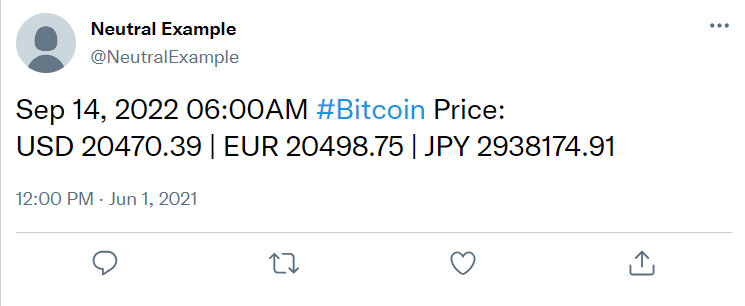 Neutral Example
@NeutralExample
Sep 14, 2022 06:00AM #Bitcoin Price:
USD 20470.39 | EUR 20498.75 | JPY 2938174.91
12:00 PM · Jun 1, 2021